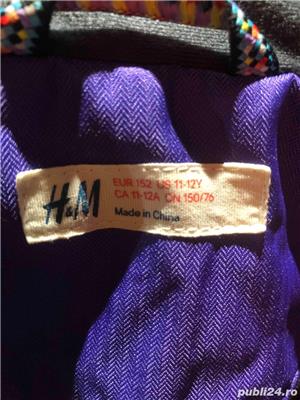 H&M
EUR 152 US 11-12Y
CA 11-12A CN 150/76
Made in China
publi24.ro